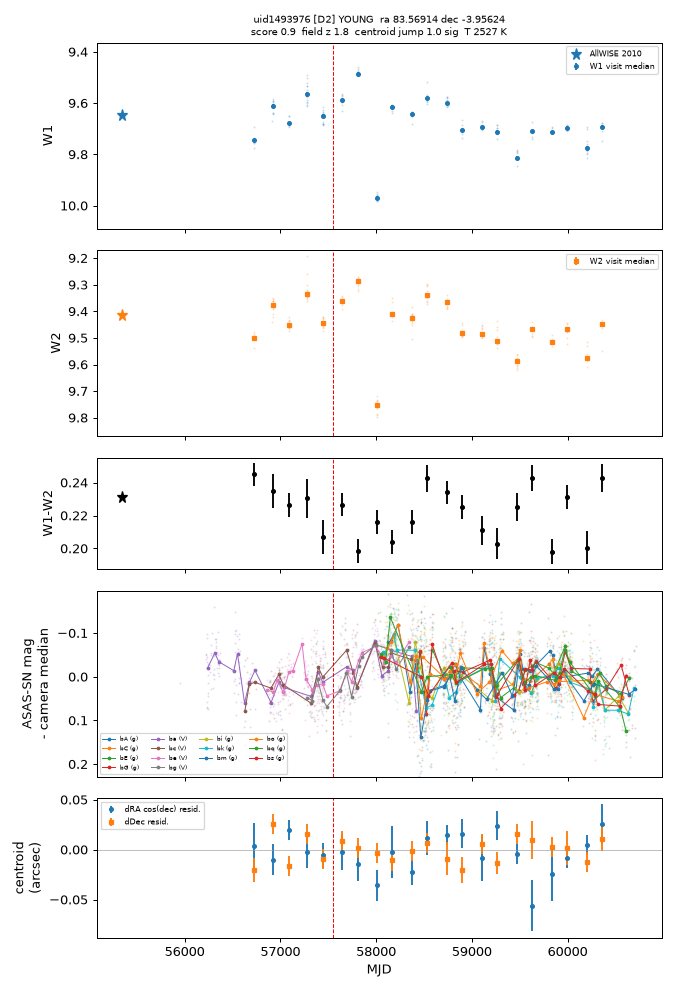 uid1493976 [D2] YOUNG ra 83.56914 dec -3.95624
score 0.9 field z 1.8 centroid jump 1.0 sig T 2527 K
9.4
9.6
9.8
10.0
W1
AllWISE 2010
W1 visit median
9.2
9.3
9.4
9.5
9.6
9.7
9.8
W2
W2 visit median
0.24
0.22
0.20
W1-W2
−0.1
0.0
0.1
0.2
ASAS-SN mag
- camera median
bA (g)
bC (g)
bE (g)
bG (g)
ba (V)
bc (V)
be (V)
bg (V)
bi (g)
bk (g)
bm (g)
bo (g)
bq (g)
bs (g)
0.05
0.00
−0.05
centroid
(arcsec)
dRA cos(dec) resid.
dDec resid.
56000
57000
58000
59000
60000
MJD